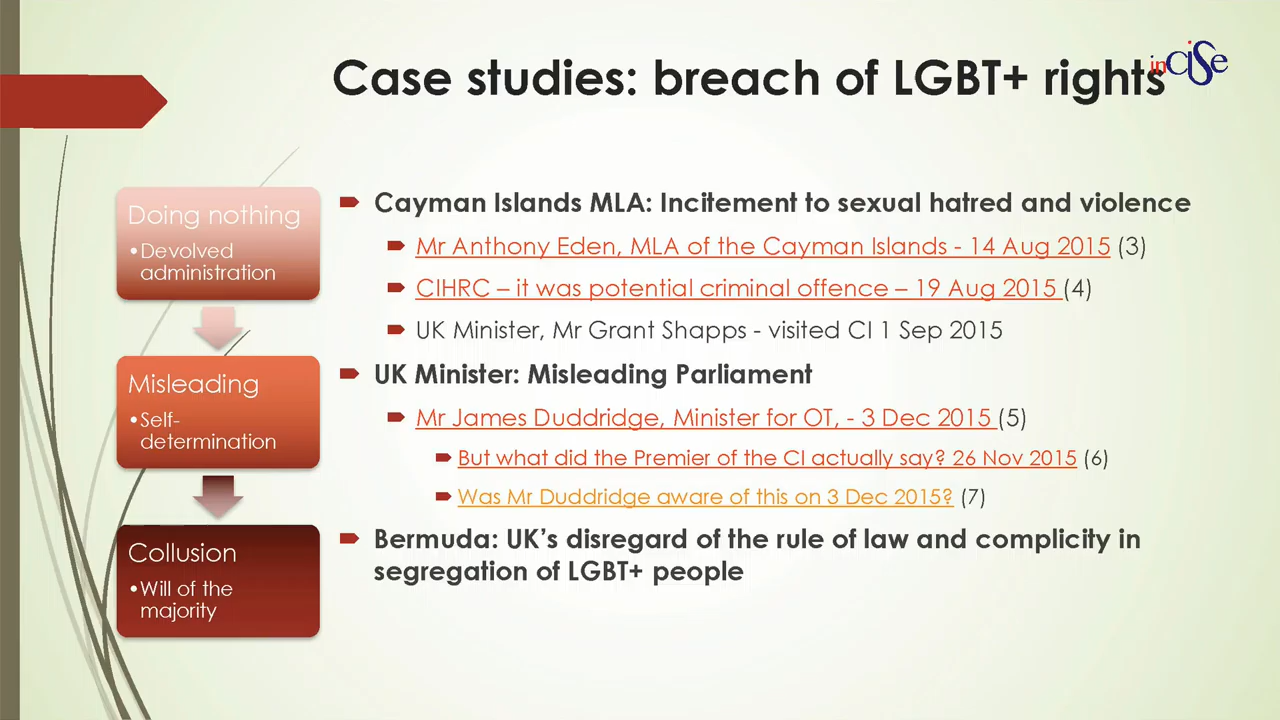 Case studies: breach of LGBT+ rights
inCISE
Doing nothing
•Devolved
administration
Misleading
•Self-
determination
Collusion
•Will of the
majority
Cayman Islands MLA: Incitement to sexual hatred and violence
Mr Anthony Eden, MLA of the Cayman Islands - 14 Aug 2015 (3)
CIHRC – it was potential criminal offence – 19 Aug 2015 (4)
UK Minister, Mr Grant Shapps - visited CI 1 Sep 2015
UK Minister: Misleading Parliament
Mr James Duddridge, Minister for OT, - 3 Dec 2015 (5)
But what did the Premier of the CI actually say? 26 Nov 2015 (6)
Was Mr Duddridge aware of this on 3 Dec 2015? (7)
Bermuda: UK’s disregard of the rule of law and complicity in
segregation of LGBT+ people